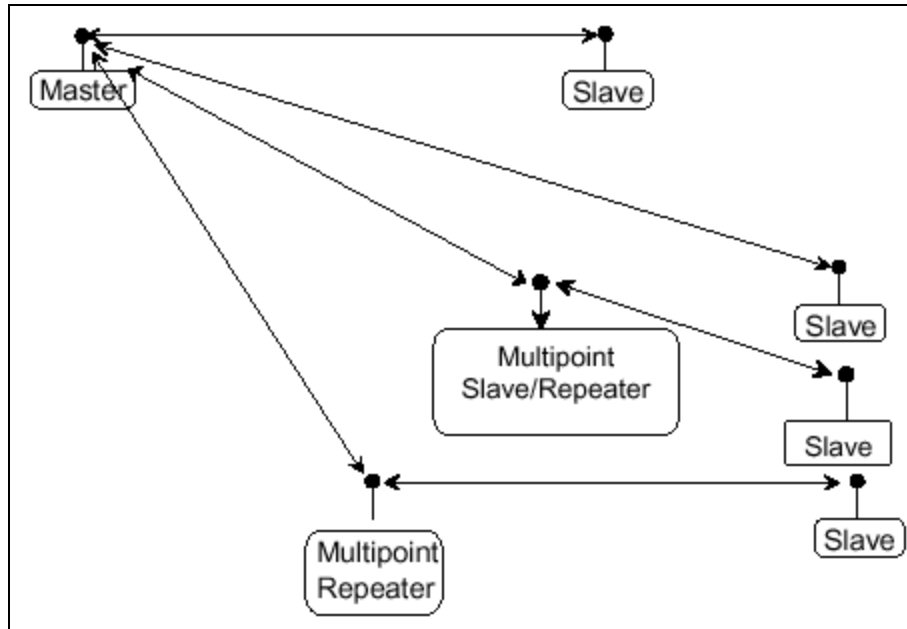 Master
Slave
Slave
Multipoint
Slave/Repeater
Slave
Slave
Multipoint
Repeater